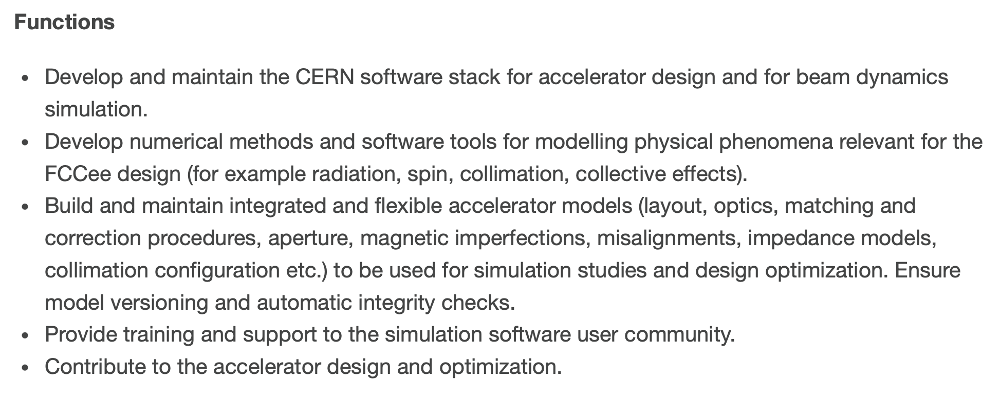 Functions
• Develop and maintain the CERN software stack for accelerator design and for beam dynamics
simulation.
• Develop numerical methods and software tools for modelling physical phenomena relevant for the
FCCee design (for example radiation, spin, collimation, collective effects).
• Build and maintain integrated and flexible accelerator models (layout, optics, matching and
correction procedures, aperture, magnetic imperfections, misalignments, impedance models,
collimation configuration etc.) to be used for simulation studies and design optimization. Ensure
model versioning and automatic integrity checks.
• Provide training and support to the simulation software user community.
• Contribute to the accelerator design and optimization.